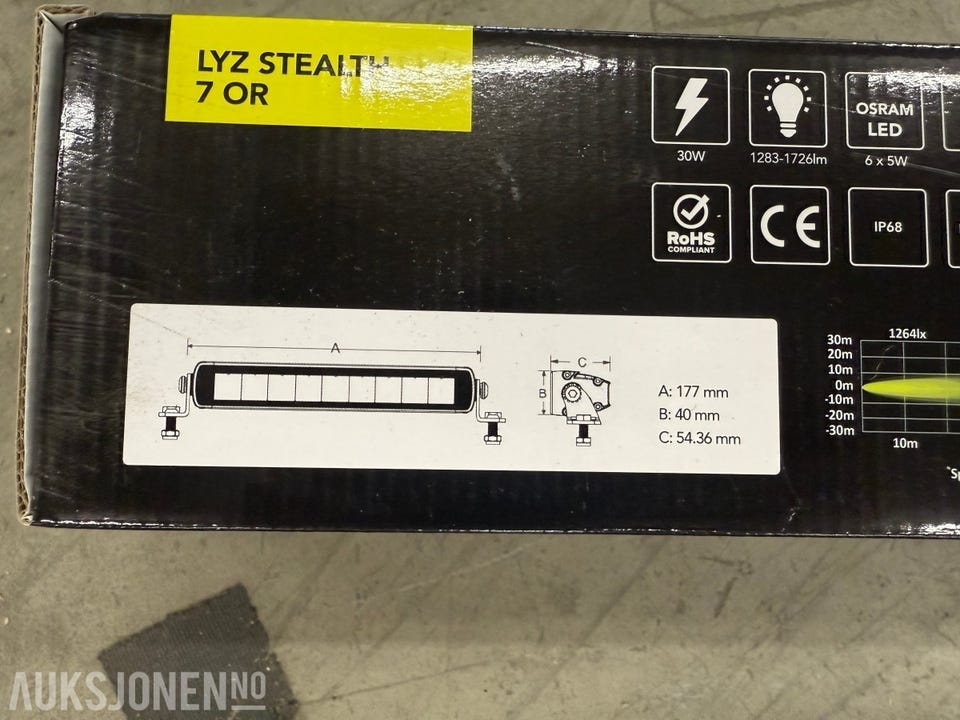 LYZ STEALTH
7 OR
30W
1283-1726lm
OSRAM
LED
6 x 5W
RoHS
COMPLIANT
CE
IP68
A
C
B
A: 177 mm
B: 40 mm
C: 54.36 mm
1264lx
30m
20m
10m
0m
-10m
-20m
-30m
10m
AUKSJONEN NO